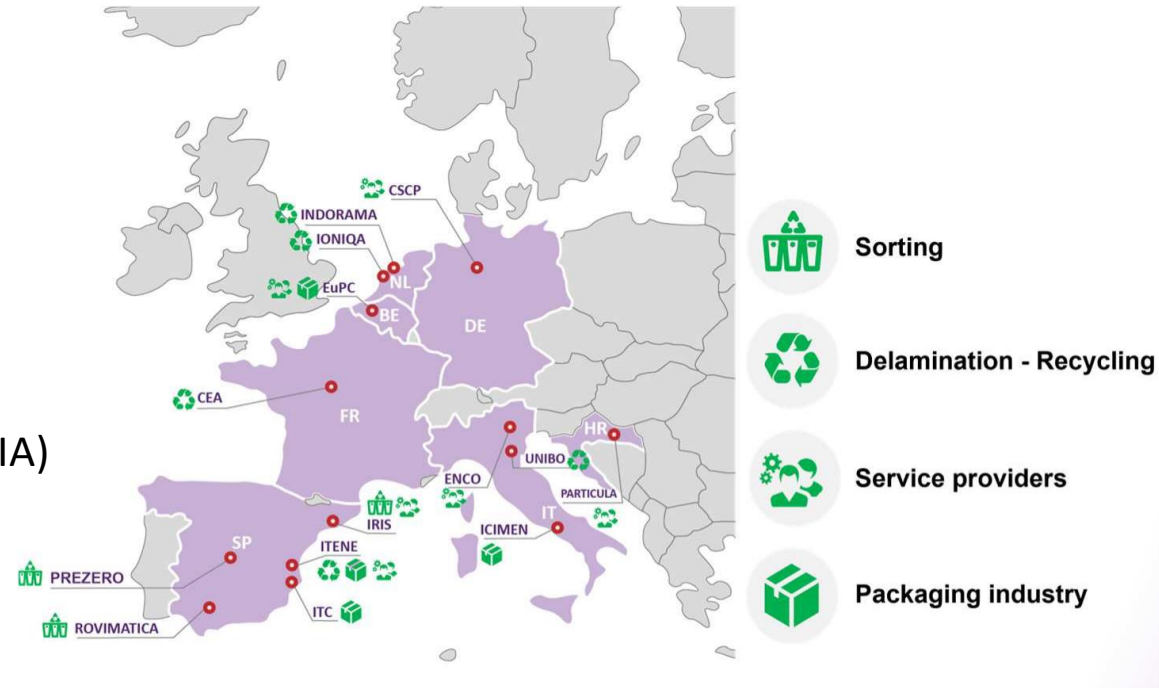 CSCP
INDORAMA
IONIQA
NL
EuPC
BE
DE
CEA
FR
IA)
HR
UNIBO
ENCO
PARTICULA
IT
IRIS
ICIMEN
SP
ITENE
PREZERO
ITC
ROVIMATICA
Sorting
Delamination - Recycling
Service providers
Packaging industry